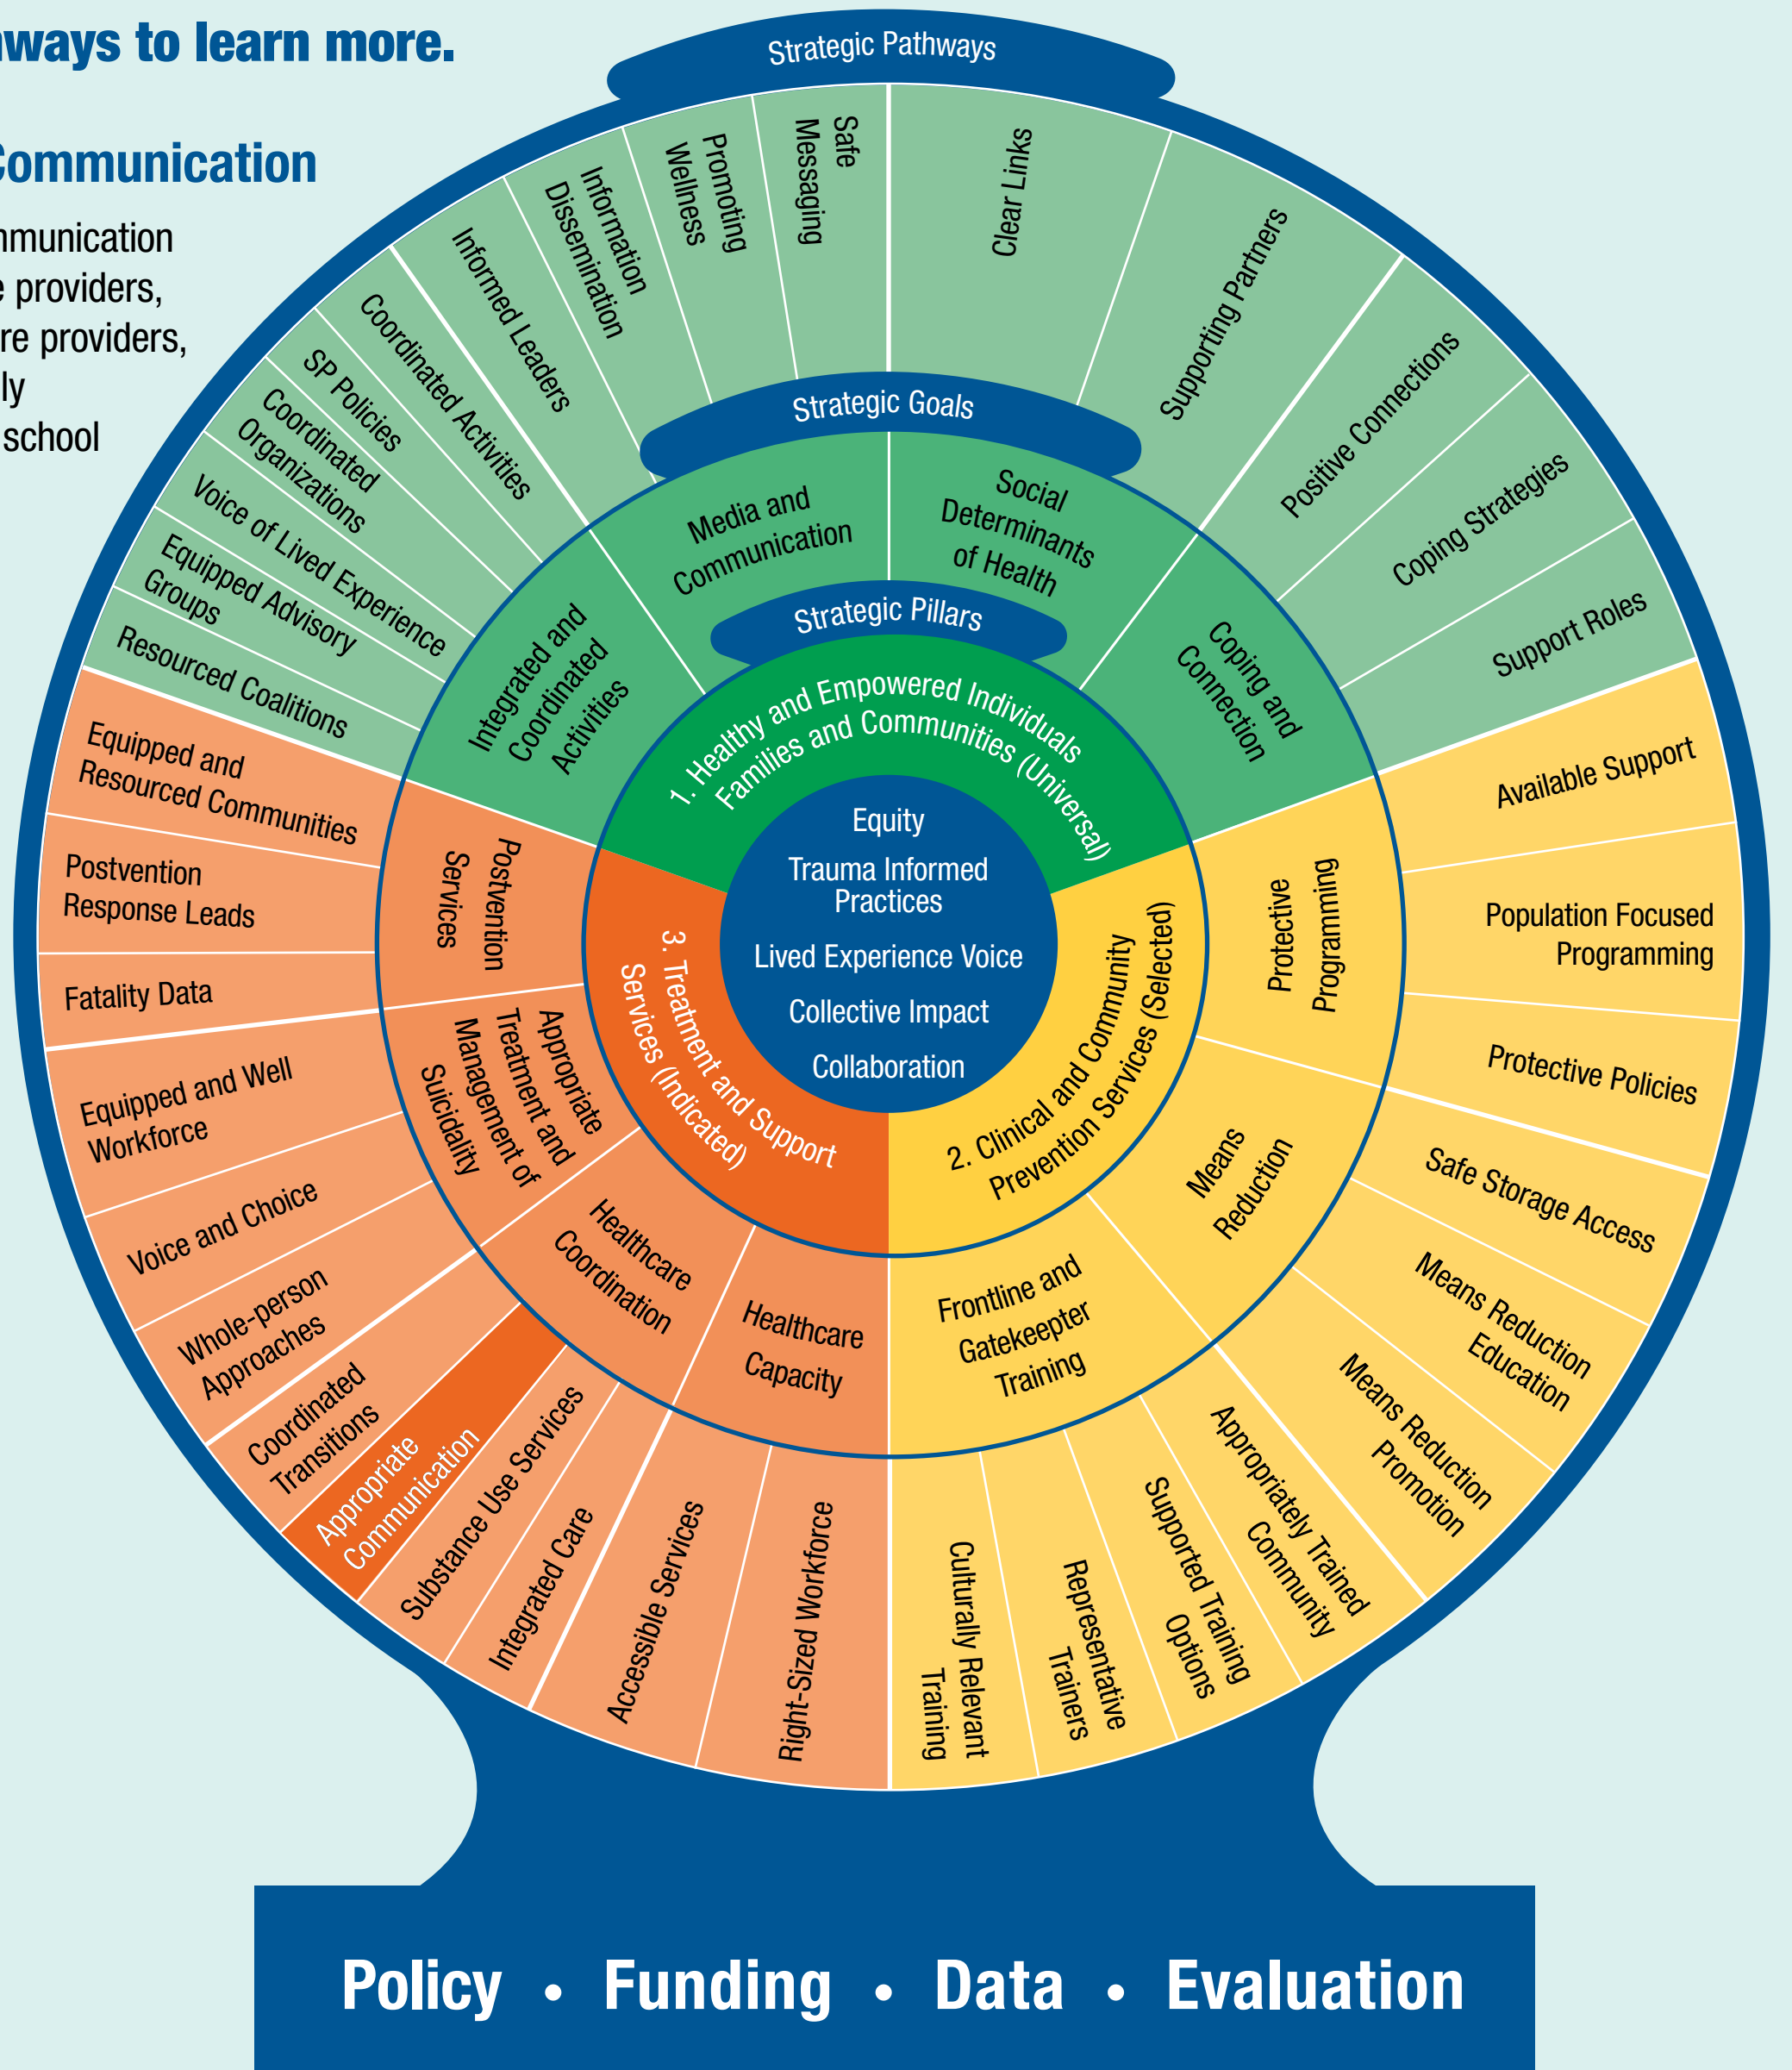 ways to learn more.
Communication
mmunication
e providers,
re providers,
ly
school
Strategic Pathways
Safe
Messaging
Promoting
Wellness
Information
Dissemination
Informed Leaders
Coordinated Activities
SP Policies
Coordinated
Organizations
Voice of Lived Experience
Equipped Advisory
Groups
Resourced Coalitions
Clear Links
Supporting Partners
Positive Connections
Coping Strategies
Support Roles
Strategic Goals
Media and
Communication
Social
Determinants
of Health
Integrated and
Coordinated
Activities
Coping and
Connection
Strategic Pillars
1. Healthy and Empowered Individuals
Families and Communities (Universal)
Equity
Trauma Informed
Practices
Lived Experience Voice
Collective Impact
Collaboration
2. Clinical and Community
Prevention Services (Selected)
3. Treatment and Support
Services (Indicated)
Protective
Programming
Available Support
Population Focused
Programming
Protective Policies
Means
Reduction
Safe Storage Access
Means Reduction
Education
Means Reduction
Promotion
Frontline and
Gatekeeper
Training
Appropriately Trained
Community
Supported Training
Options
Representative
Trainers
Culturally Relevant
Training
Postvention
Services
Equipped and
Resourced Communities
Postvention
Response Leads
Fatality Data
Appropriate
Treatment and
Management of
Suicidality
Equipped and Well
Workforce
Voice and Choice
Whole-person
Approaches
Healthcare
Coordination
Coordinated
Transitions
Appropriate
Communication
Substance Use Services
Integrated Care
Healthcare
Capacity
Accessible Services
Right-Sized Workforce
Policy • Funding • Data • Evaluation